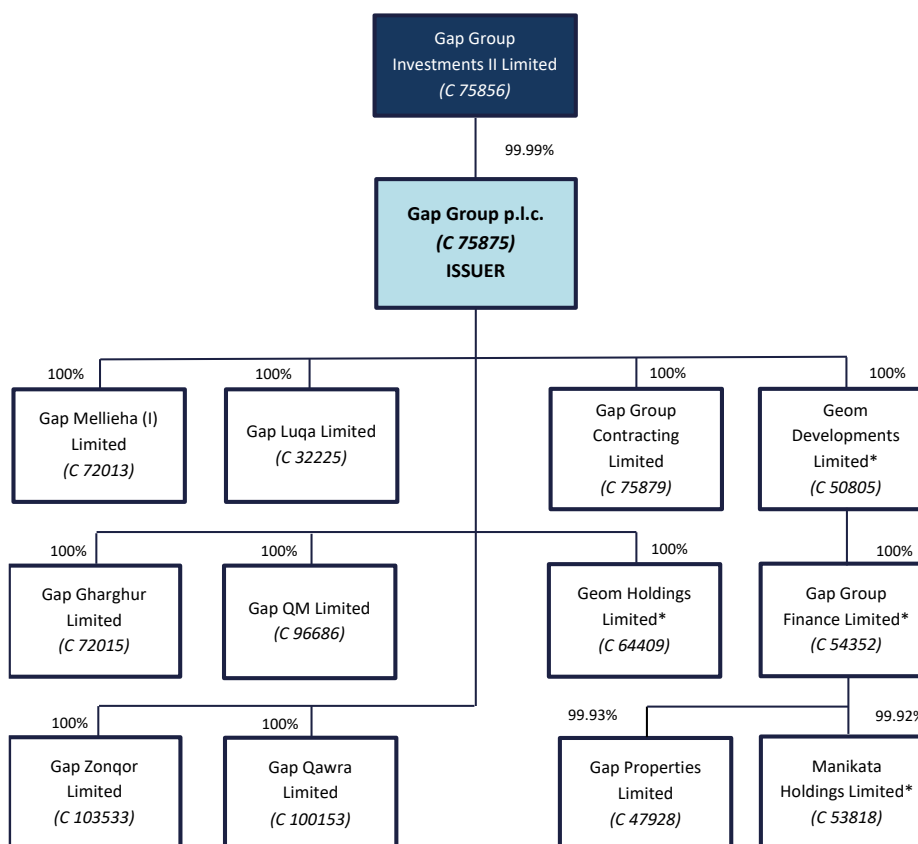 Gap Group
Investments II Limited
(C 75856)
99.99%
Gap Group p.l.c.
(C 75875)
ISSUER
100%
100%
100%
100%
Gap Mellieha (I)
Limited
(C 72013)
Gap Luqa Limited
(C 32225)
Gap Group
Contracting
Limited
(C 75879)
Geom
Developments
Limited*
(C 50805)
100%
100%
100%
100%
Gap Gharghur
Limited
(C 72015)
Gap QM Limited
(C 96686)
Geom Holdings
Limited*
(C 64409)
Gap Group
Finance Limited*
(C 54352)
100%
100%
99.93%
99.92%
Gap Zonqor
Limited
(C 103533)
Gap Qawra
Limited
(C 100153)
Gap Properties
Limited
(C 47928)
Manikata
Holdings Limited*
(C 53818)